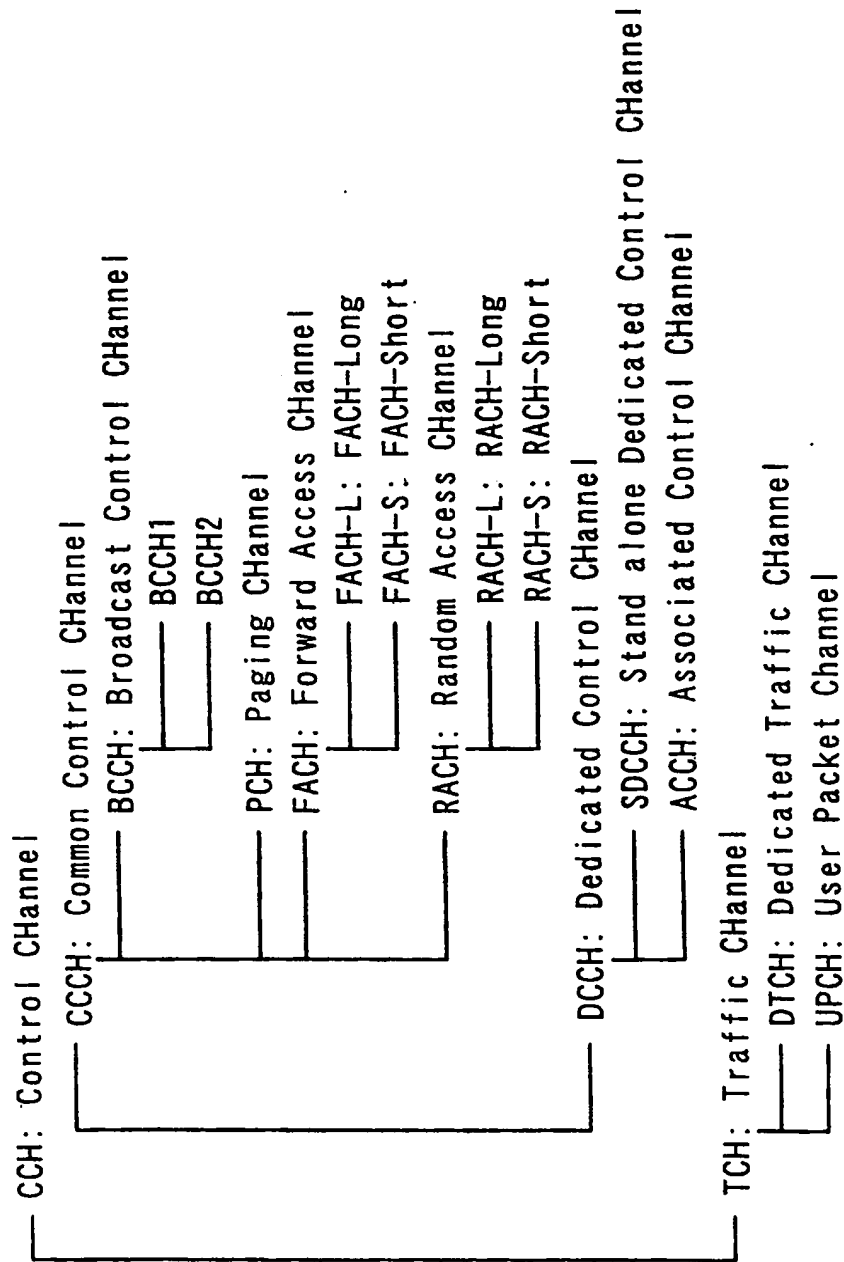 CCH: Control CHannel
CCCH: Common Control CHannel
BCCH: Broadcast Control CHannel
BCCH1
BCCH2
PCH: Paging CHannel
FACH: Forward Access CHannel
FACH-L: FACH-Long
FACH-S: FACH-Short
RACH: Random Access CHannel
RACH-L: RACH-Long
RACH-S: RACH-Short
DCCH: Dedicated Control CHannel
SDCCH: Stand alone Dedicated Control CHannel
ACCH: Associated Control CHannel
TCH: Traffic CHannel
DTCH: Dedicated Traffic CHannel
UPCH: User Packet Channel